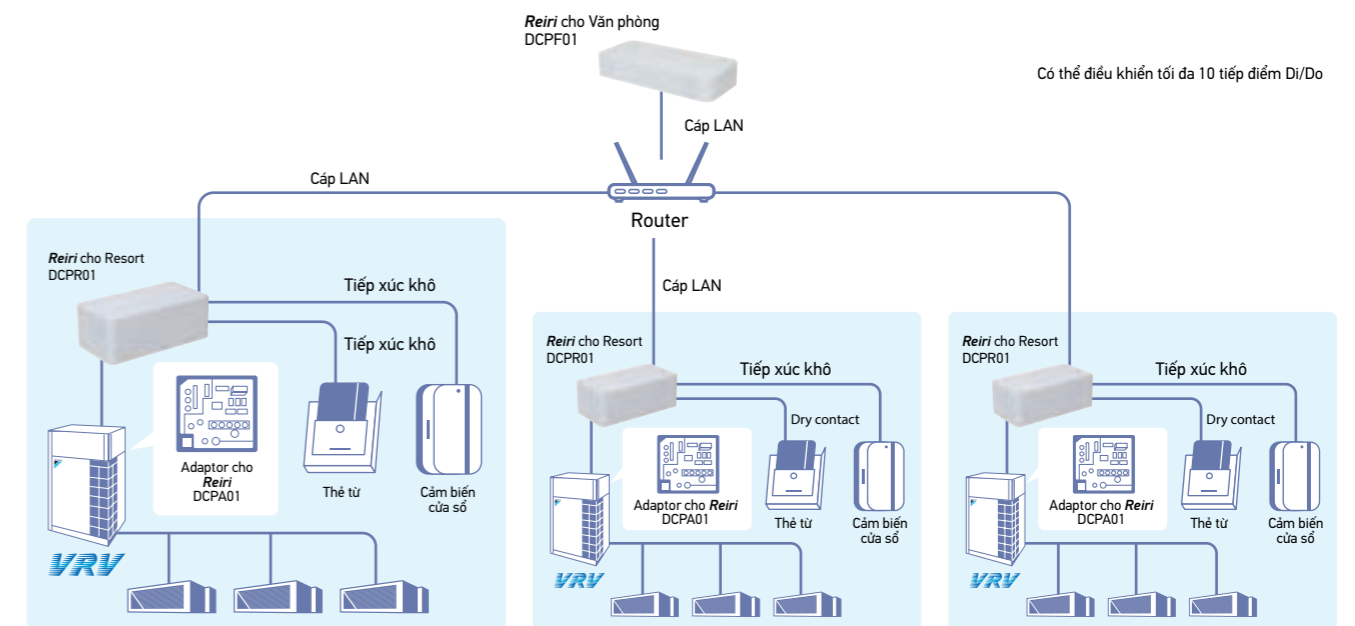 Reiri cho Văn phòng
DCPF01
Có thể điều khiển tối đa 10 tiếp điểm Di/Do
Cáp LAN
Cáp LAN
Router
Reiri cho Resort
DCPR01
Tiếp xúc khô
Tiếp xúc khô
Adaptor cho
Reiri
DCPA01
Thẻ từ
Cảm biến
cửa sổ
VRV
Cáp LAN
Reiri cho Resort
DCPR01
Tiếp xúc khô
Dry contact
Adaptor cho Reiri
DCPA01
Thẻ từ
Cảm biến
cửa sổ
VRV
Reiri cho Resort
DCPR01
Tiếp xúc khô
Dry contact
Adaptor cho Reiri
DCPA01
Thẻ từ
Cảm biến
cửa sổ
VRV